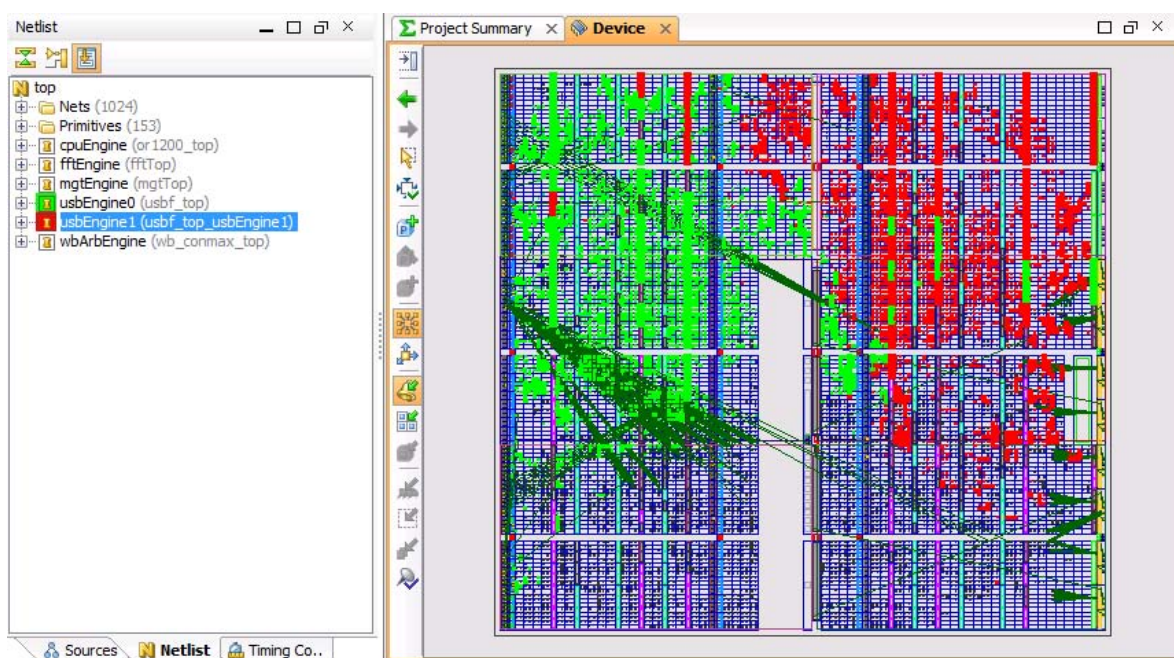 Netlist
top
Nets (1024)
Primitives (153)
cpuEngine (or1200_top)
fftEngine (fftTop)
mgtEngine (mgtTop)
usbEngine0 (usbf_top)
usbEngine1 (usbf_top_usbEngine1)
wbArbEngine (wb_conmax_top)
Sources Netlist Timing Co..
Project Summary Device